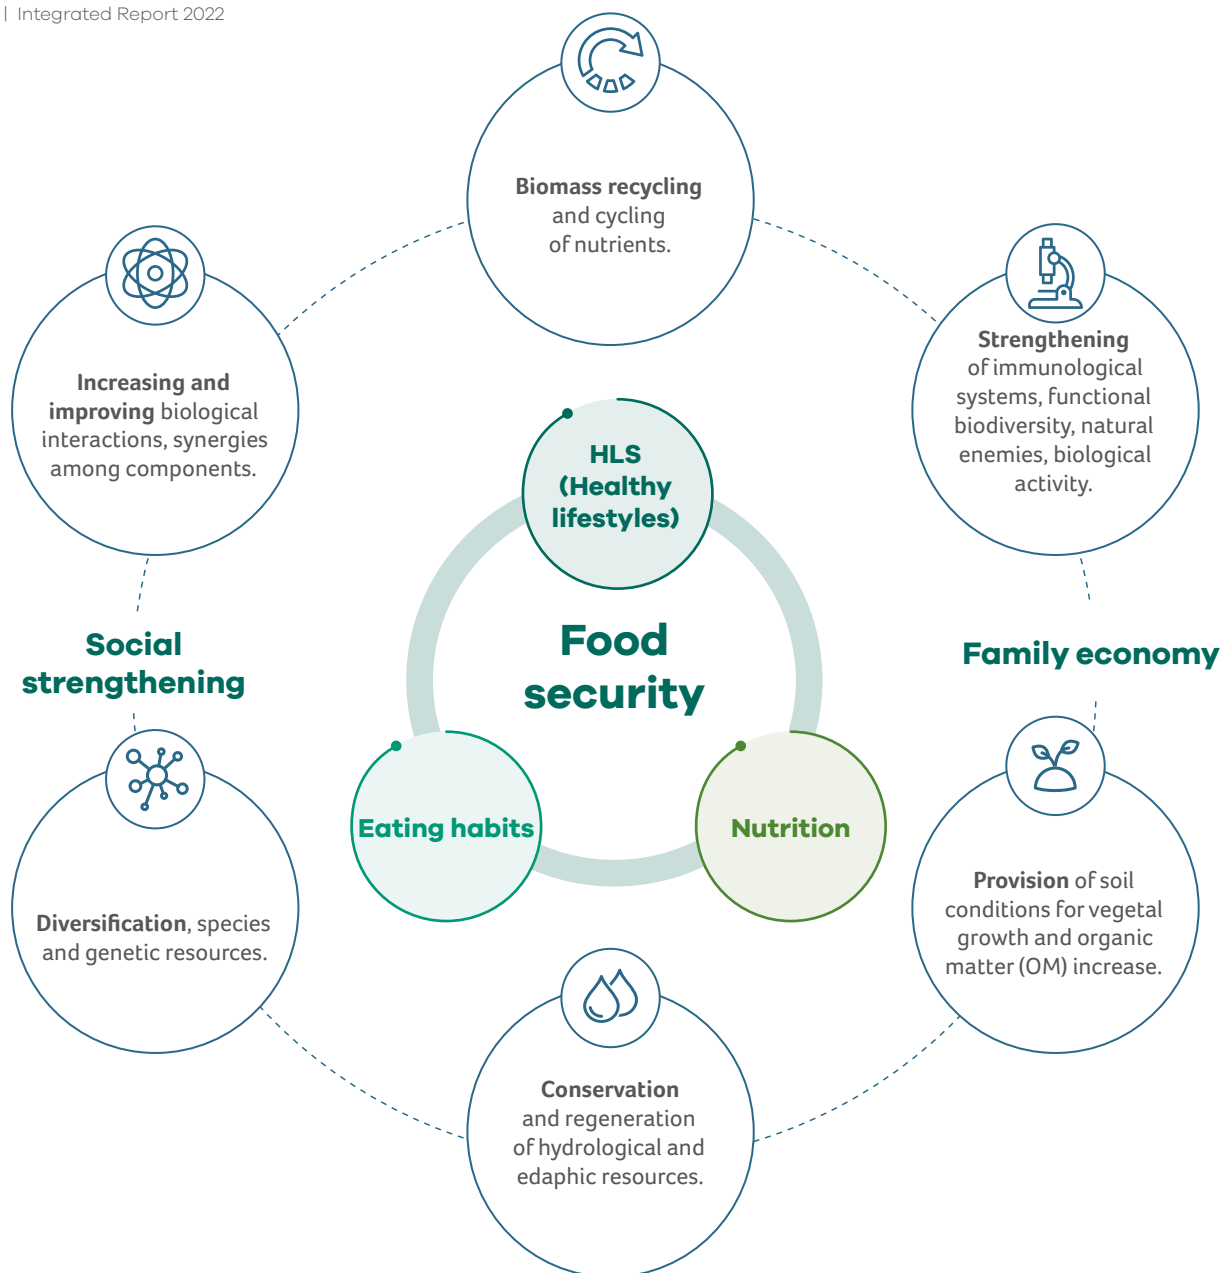 | Integrated Report 2022
Biomass recycling
and cycling
of nutrients.
Increasing and
improving biological
interactions, synergies
among components.
Strengthening
of immunological
systems, functional
biodiversity, natural
enemies, biological
activity.
HLS
(Healthy
lifestyles)
Food
security
Social
strengthening
Family economy
Eating habits
Nutrition
Diversification, species
and genetic resources.
Provision of soil
conditions for vegetal
growth and organic
matter (OM) increase.
Conservation
and regeneration
of hydrological and
edaphic resources.